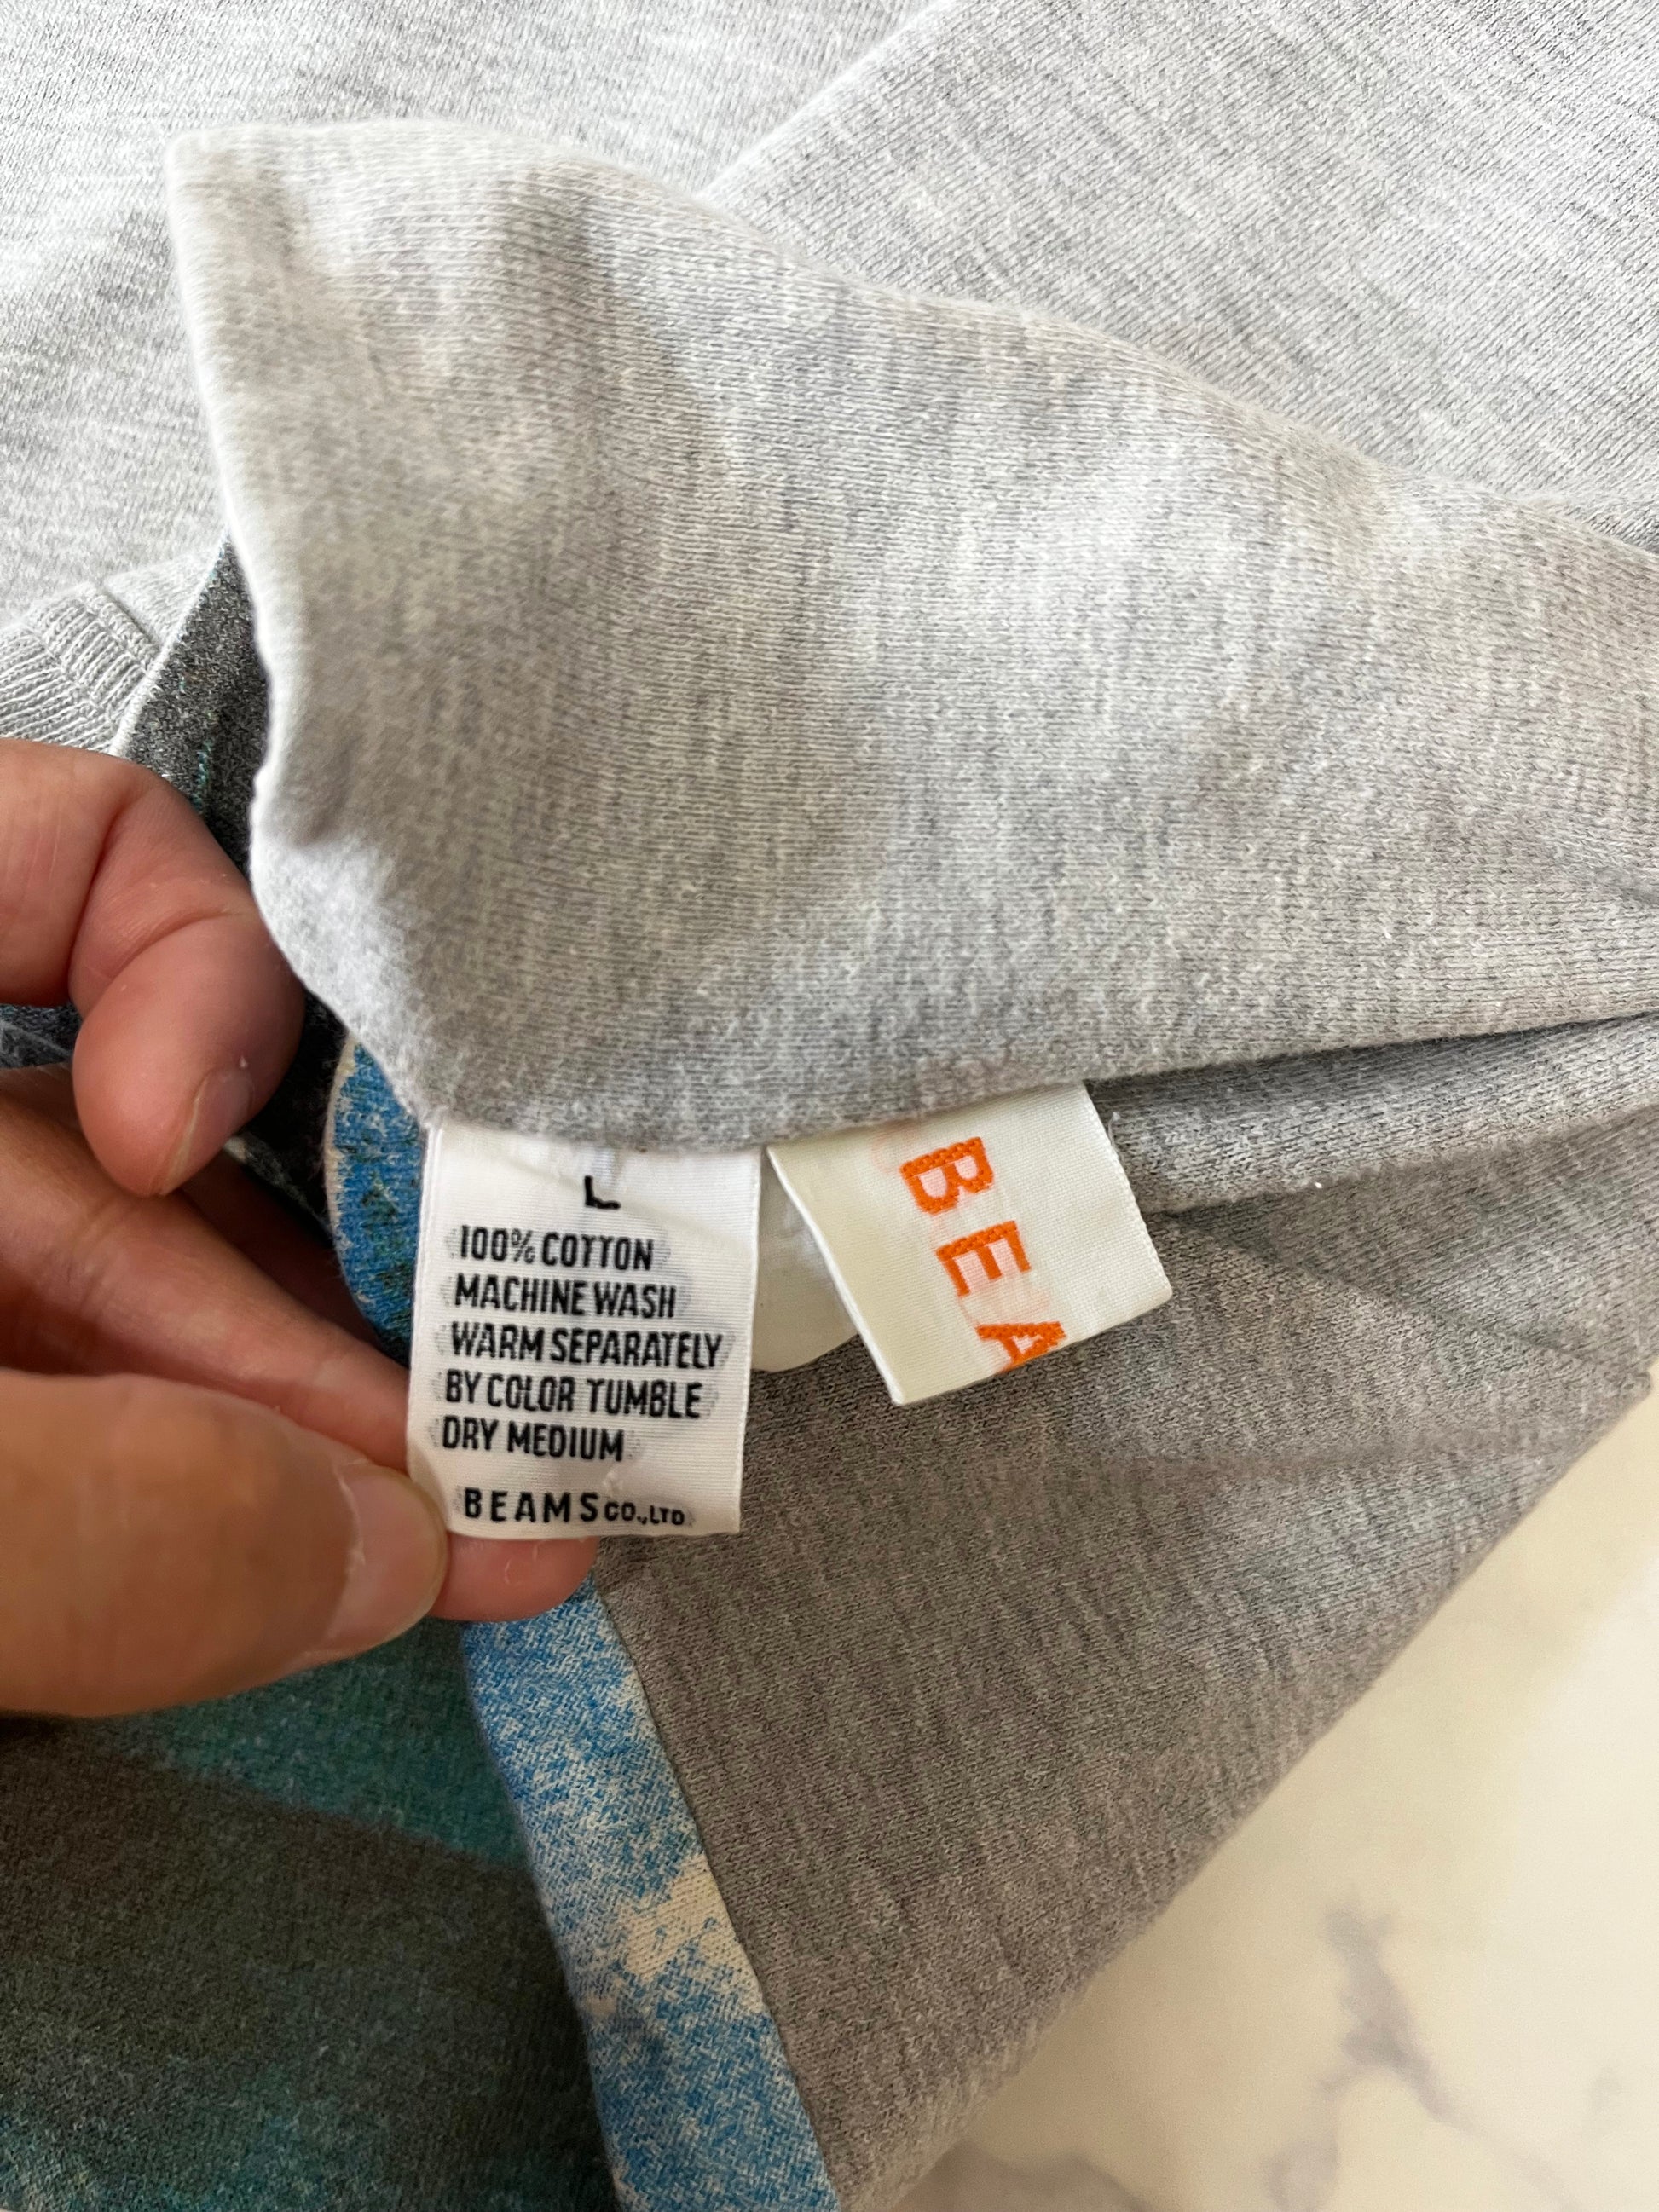 L
100% COTTON
MACHINE WASH
WARM SEPARATELY
BY COLOR TUMBLE
DRY MEDIUM
BEAMS CO.,LTD.
BEA